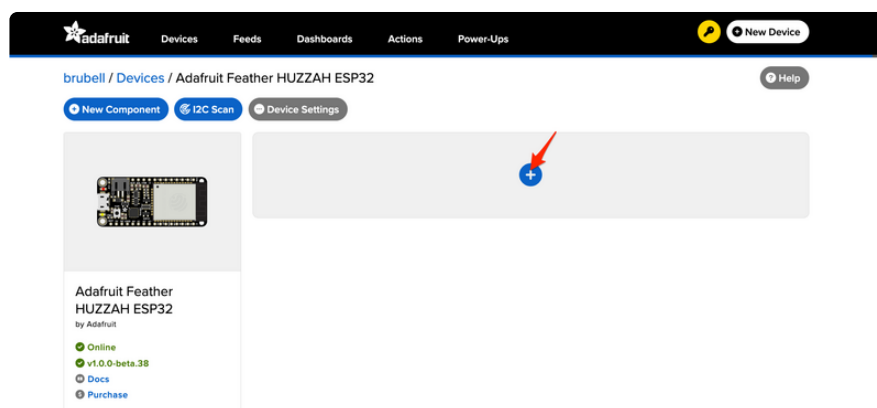 adafruit Devices Feeds Dashboards Actions Power-Ups New Device
brubell / Devices / Adafruit Feather HUZZAH ESP32 Help
New Component I2C Scan Device Settings
Adafruit Feather
HUZZAH ESP32
by Adafruit
Online
v1.0.0-beta.38
Docs
Purchase